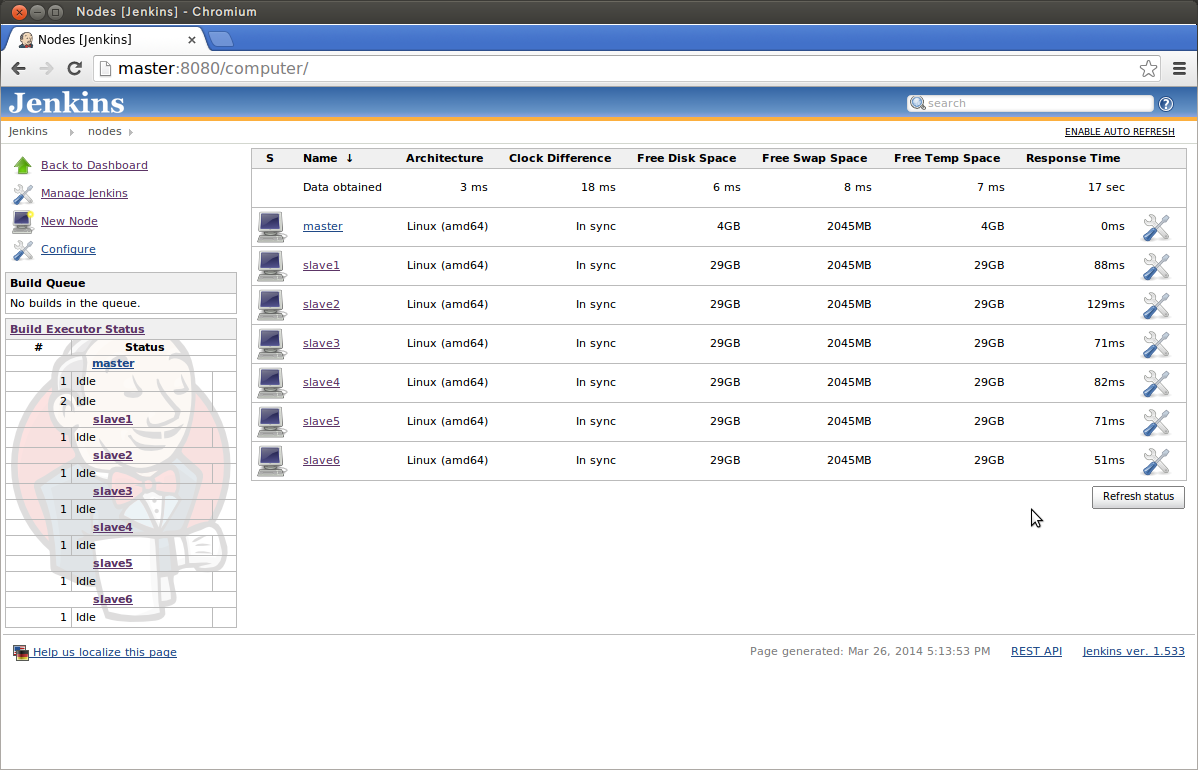 Nodes [Jenkins] - Chromium
Nodes [Jenkins]
master:8080/computer/
Jenkins
search
Jenkins nodes
ENABLE AUTO REFRESH
Back to Dashboard
Manage Jenkins
New Node
Configure
Build Queue
No builds in the queue.
Build Executor Status
# Status
master
1 Idle
2 Idle
slave1
1 Idle
slave2
1 Idle
slave3
1 Idle
slave4
1 Idle
slave5
1 Idle
slave6
1 Idle
S Name ↓ Architecture Clock Difference Free Disk Space Free Swap Space Free Temp Space Response Time
Data obtained 3 ms 18 ms 6 ms 8 ms 7 ms 17 sec
master Linux (amd64) In sync 4GB 2045MB 4GB 0ms
slave1 Linux (amd64) In sync 29GB 2045MB 29GB 88ms
slave2 Linux (amd64) In sync 29GB 2045MB 29GB 129ms
slave3 Linux (amd64) In sync 29GB 2045MB 29GB 71ms
slave4 Linux (amd64) In sync 29GB 2045MB 29GB 82ms
slave5 Linux (amd64) In sync 29GB 2045MB 29GB 71ms
slave6 Linux (amd64) In sync 29GB 2045MB 29GB 51ms
Refresh status
Help us localize this page
Page generated: Mar 26, 2014 5:13:53 PM REST API Jenkins ver. 1.533